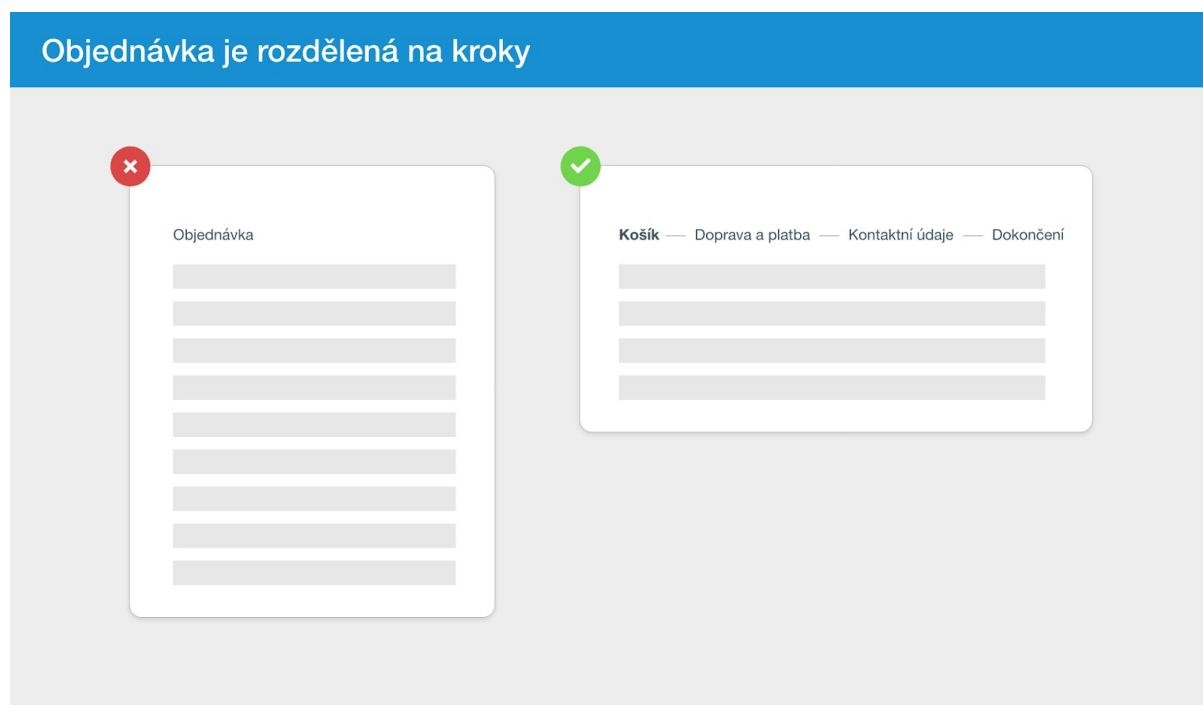 Objednávka je rozdělená na kroky
Objednávka
Košík — Doprava a platba — Kontaktní údaje — Dokončení